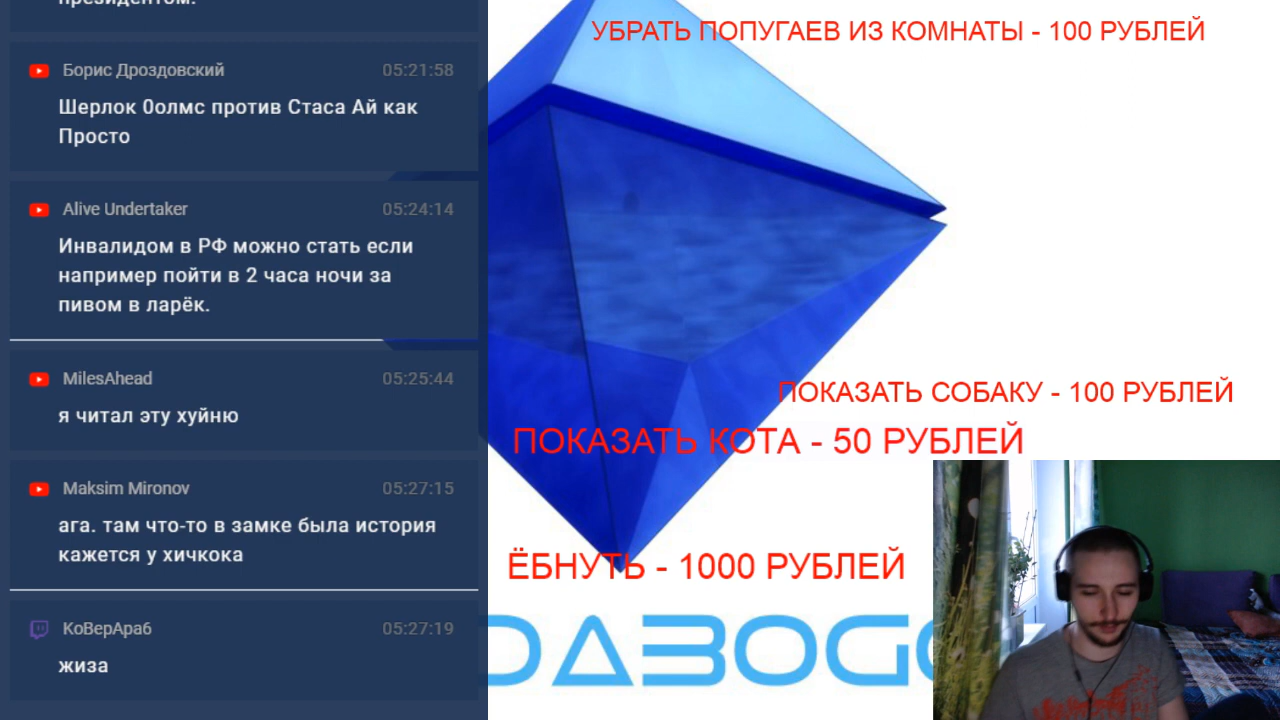 президентом.
Борис Дроздовский 05:21:58
Шерлок 0олмс против Стаса Ай как
Просто
Alive Undertaker 05:24:14
Инвалидом в РФ можно стать если
например пойти в 2 часа ночи за
пивом в ларёк.
MilesAhead 05:25:44
я читал эту хуйню
Maksim Mironov 05:27:15
ага. там что-то в замке была история
кажется у хичкока
КоВерАра6 05:27:19
жиза
УБРАТЬ ПОПУГАЕВ ИЗ КОМНАТЫ - 100 РУБЛЕЙ
ПОКАЗАТЬ СОБАКУ - 100 РУБЛЕЙ
ПОКАЗАТЬ КОТА - 50 РУБЛЕЙ
ЁБНУТЬ - 1000 РУБЛЕЙ